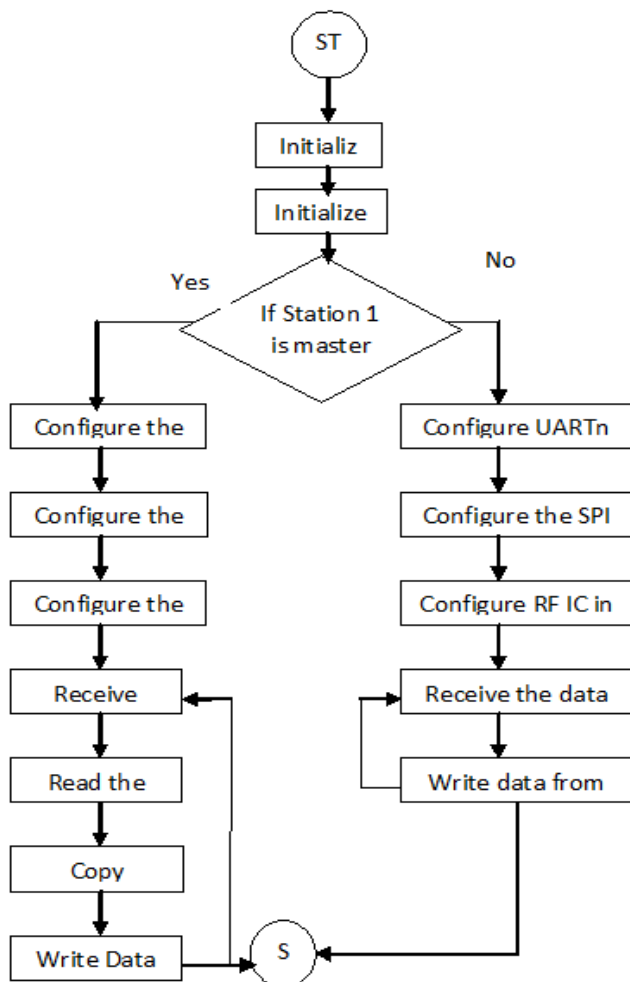 ST
Initializ
Initialize
Yes
No
If Station 1
is master
Configure the
Configure the
Configure the
Receive
Read the
Copy
Write Data
Configure UARTn
Configure the SPI
Configure RF IC in
Receive the data
Write data from
S